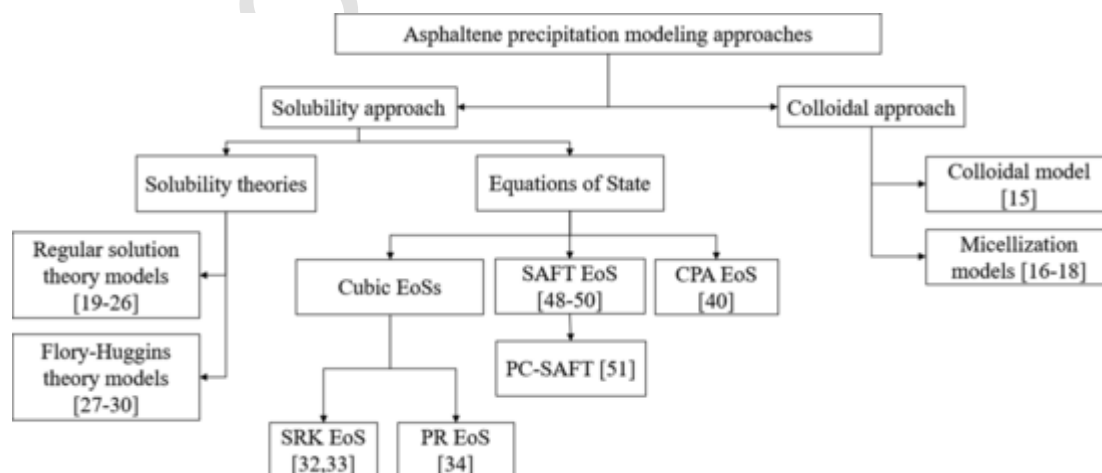 Asphaltene precipitation modeling approaches
Solubility approach
Colloidal approach
Solubility theories
Equations of State
Colloidal model
[15]
Regular solution
theory models
[19-26]
Cubic EoSs
SAFT EoS
[48-50]
CPA EoS
[40]
Micellization
models [16-18]
Flory-Huggins
theory models
[27-30]
PC-SAFT [51]
SRK EoS
[32,33]
PR EoS
[34]